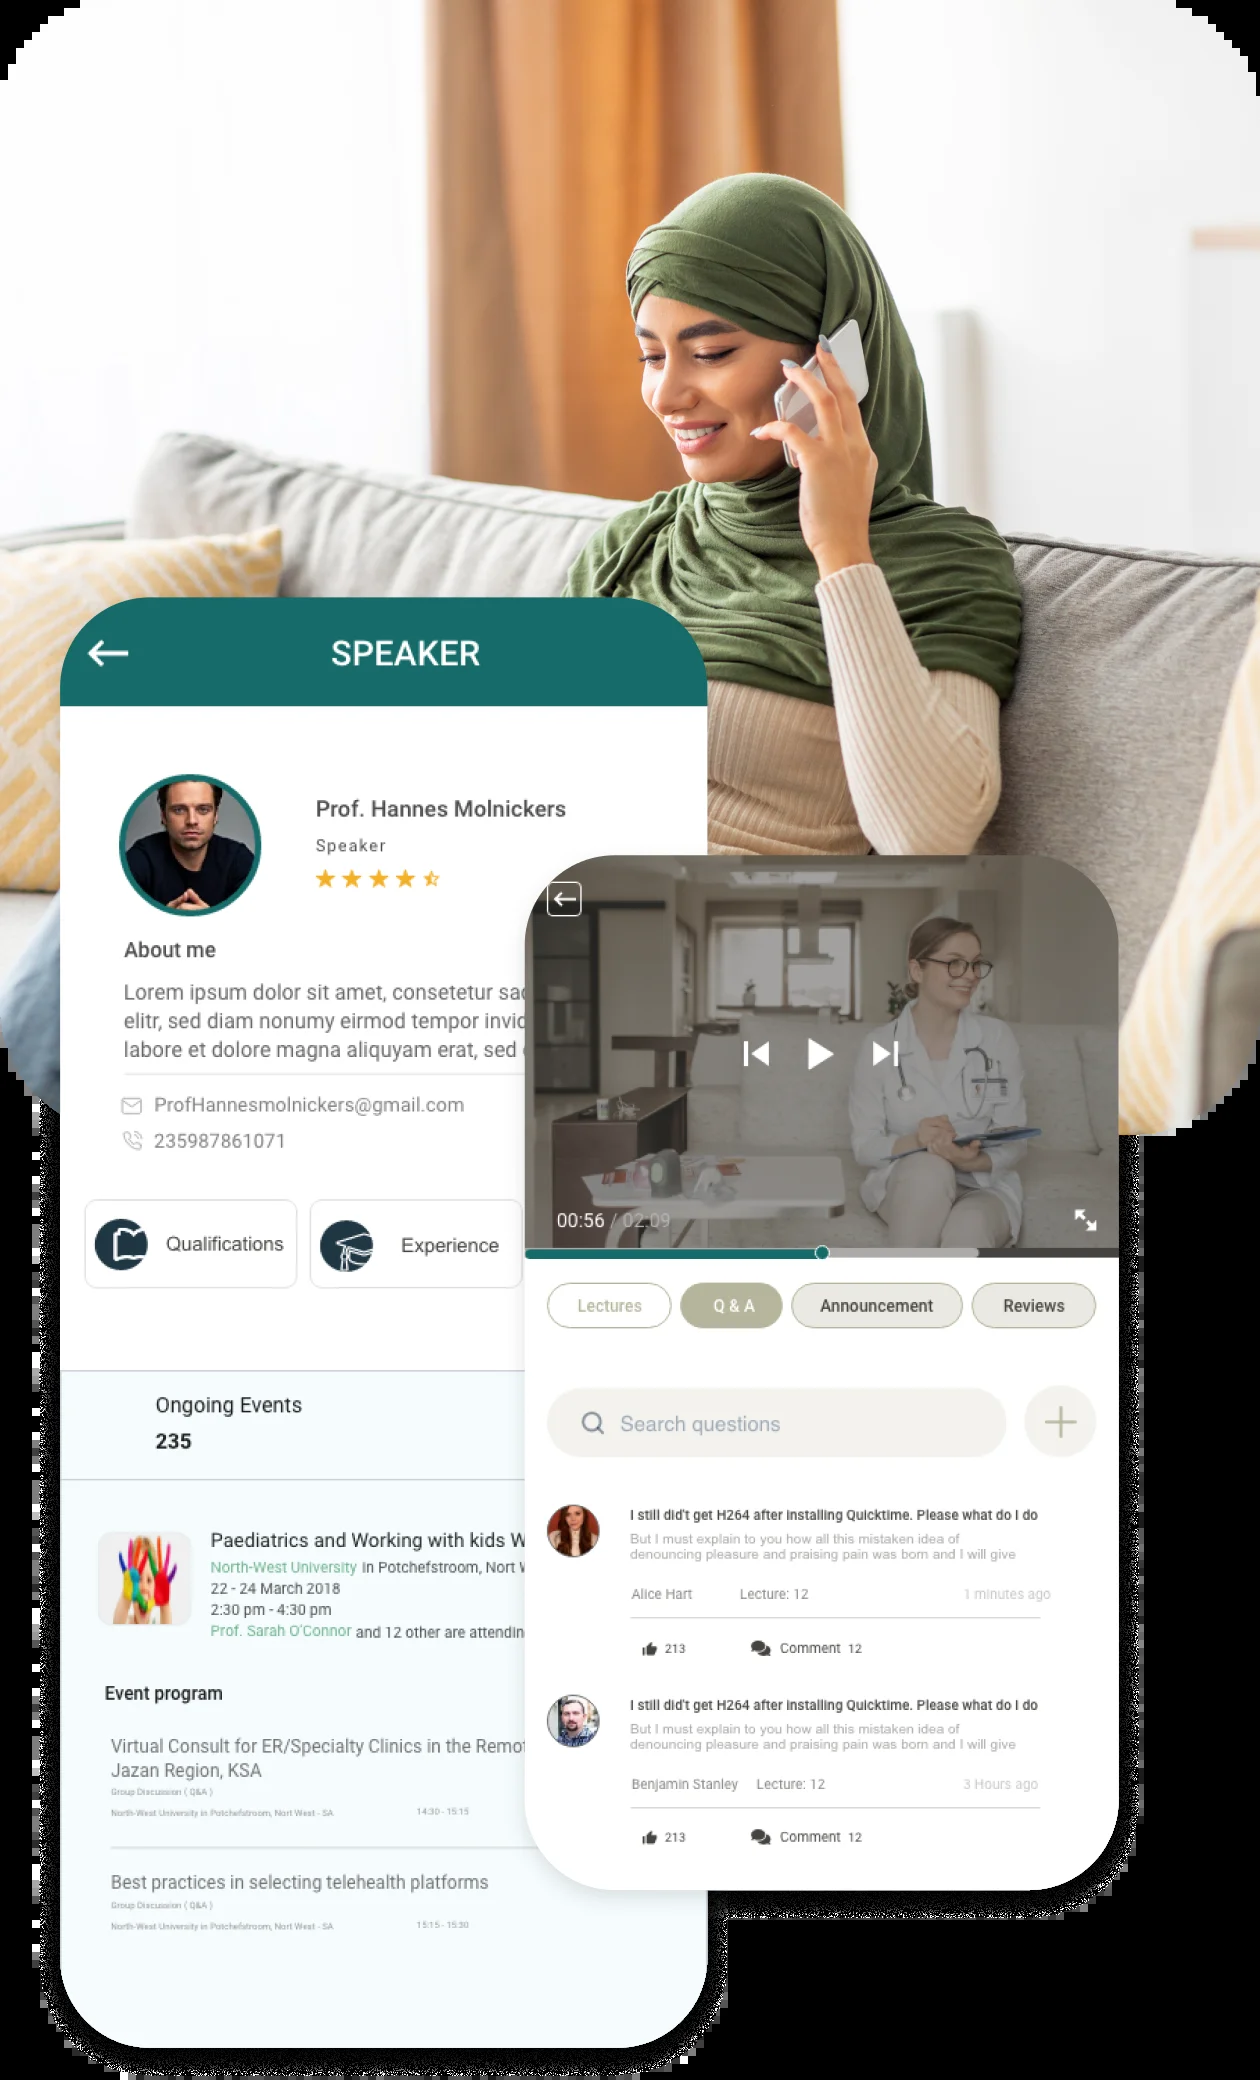 SPEAKER
Prof. Hannes Molnickers
Speaker
About me
Lorem ipsum dolor sit amet, consetetur sad
elitr, sed diam nonumy eirmod tempor invid
labore et dolore magna aliquyam erat, sed
ProfHannesmolnickers@gmail.com
235987861071
Qualifications
Experience
Ongoing Events
235
Paediatrics and Working with kids W
North-West University in Potchefstroom, Nort W
22 - 24 March 2018
2:30 pm - 4:30 pm
Prof. Sarah O'Connor and 12 other are attendin
Event program
Virtual Consult for ER/Specialty Clinics in the Remot
Jazan Region, KSA
Group Discussion ( Q&A )
North-West University in Potchefstroom, Nort West - SA 14:30 - 15:15
Best practices in selecting telehealth platforms
Group Discussion ( Q&A )
North-West University in Potchefstroom, Nort West - SA 15:15 - 15:30
00:56 / 02:09
Lectures
Q & A
Announcement
Reviews
Search questions
I still did't get H264 after installing Quicktime. Please what do I do
But I must explain to you how all this mistaken idea of
denouncing pleasure and praising pain was born and I will give
Alice Hart Lecture: 12 1 minutes ago
213 Comment 12
I still did't get H264 after installing Quicktime. Please what do I do
But I must explain to you how all this mistaken idea of
denouncing pleasure and praising pain was born and I will give
Benjamin Stanley Lecture: 12 3 Hours ago
213 Comment 12